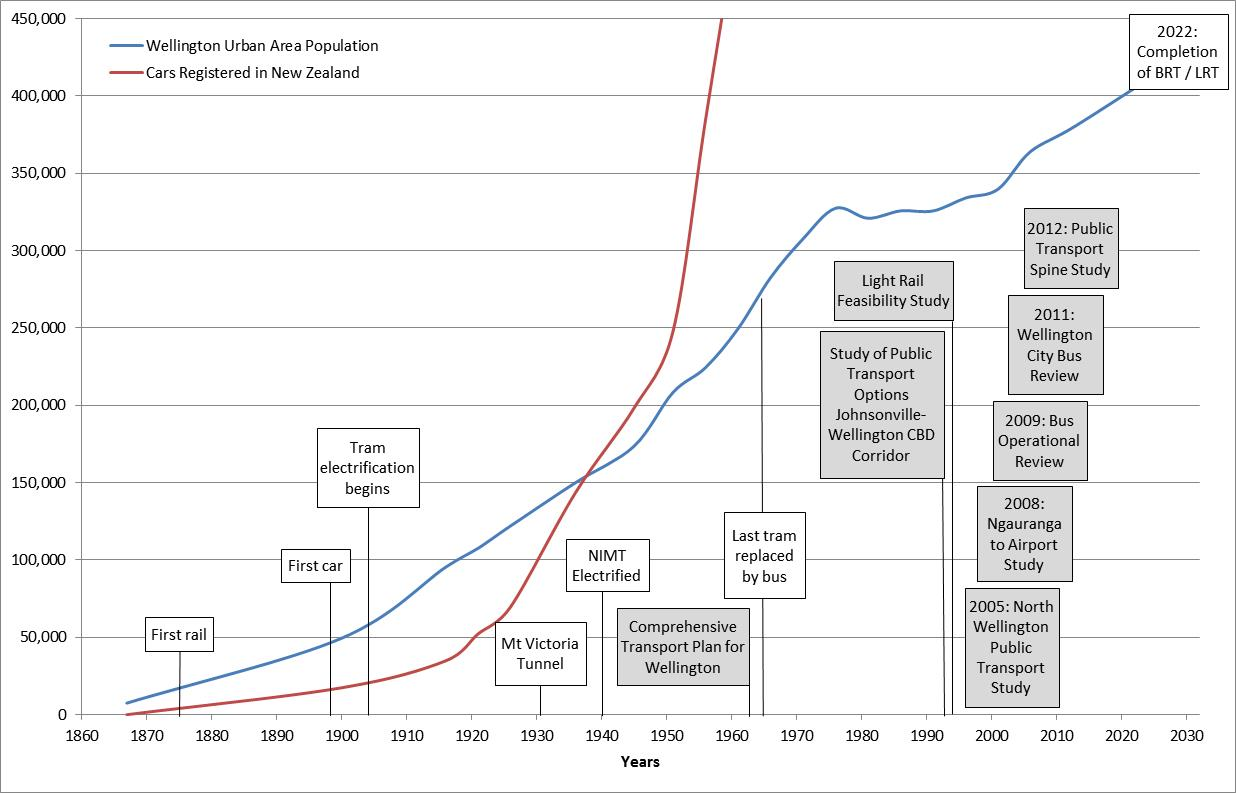 450,000
400,000
350,000
300,000
250,000
200,000
150,000
100,000
50,000
0
Wellington Urban Area Population
Cars Registered in New Zealand
2022:
Completion
of BRT / LRT
First rail
First car
Tram
electrification
begins
Mt Victoria
Tunnel
NIMT
Electrified
Comprehensive
Transport Plan for
Wellington
Last tram
replaced
by bus
Light Rail
Feasibility Study
Study of Public
Transport
Options
Johnsonville-
Wellington CBD
Corridor
2012: Public
Transport
Spine Study
2011:
Wellington
City Bus
Review
2009: Bus
Operational
Review
2008:
Ngauranga
to Airport
Study
2005: North
Wellington
Public
Transport
Study
1860 1870 1880 1890 1900 1910 1920 1930 1940 1950 1960 1970 1980 1990 2000 2010 2020 2030
Years